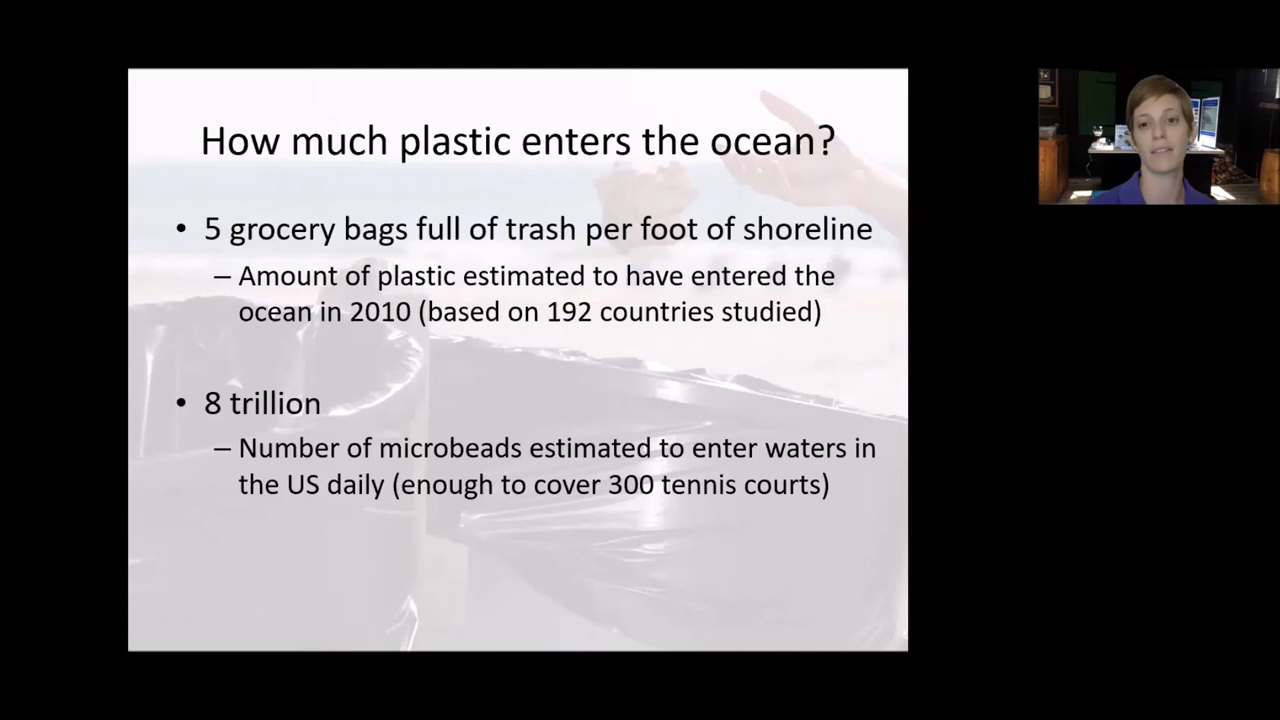 How much plastic enters the ocean?
• 5 grocery bags full of trash per foot of shoreline
– Amount of plastic estimated to have entered the
ocean in 2010 (based on 192 countries studied)
• 8 trillion
– Number of microbeads estimated to enter waters in
the US daily (enough to cover 300 tennis courts)